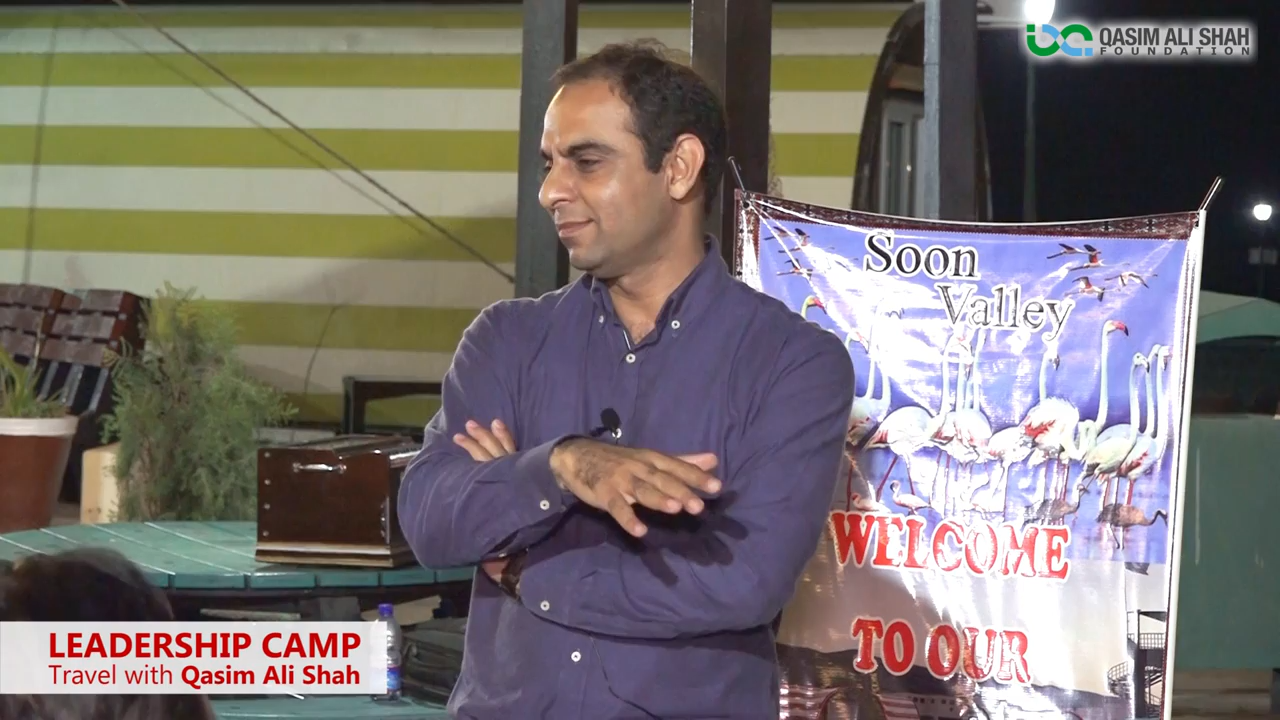 QASIM ALI SHAH
FOUNDATION
Soon
Valley
WELCOME
TO OUR
LEADERSHIP CAMP
Travel with Qasim Ali Shah